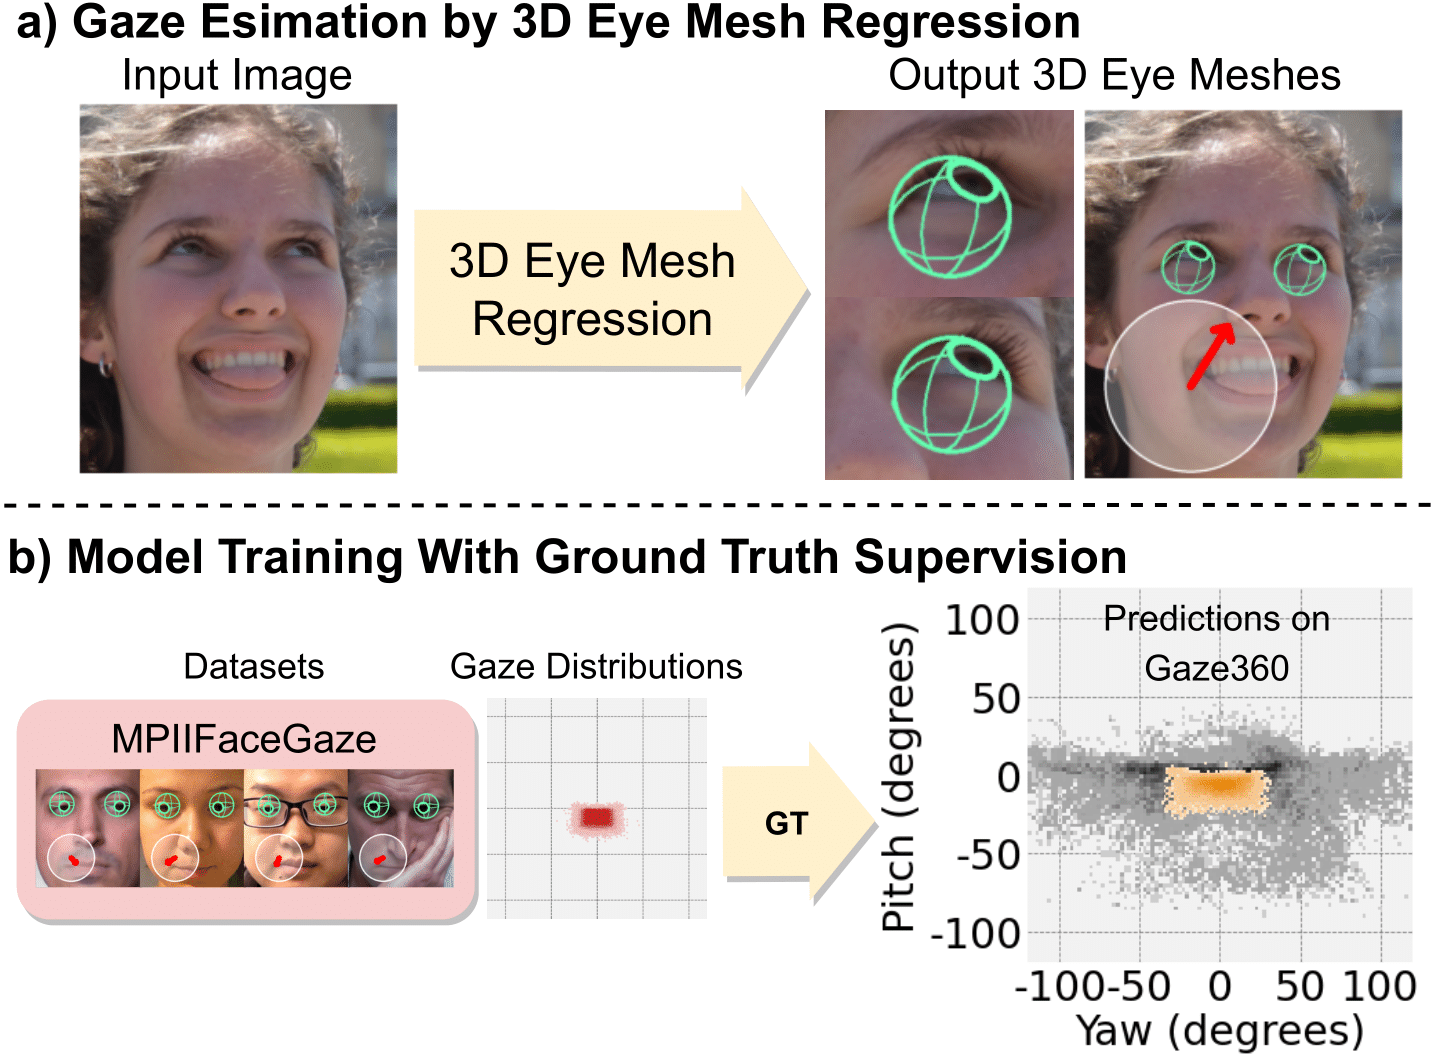 a) Gaze Esimation by 3D Eye Mesh Regression
Input Image
Output 3D Eye Meshes
3D Eye Mesh
Regression
b) Model Training With Ground Truth Supervision
Datasets
Gaze Distributions
MPIIFaceGaze
GT
Predictions on
Gaze360
Pitch (degrees)
100
50
0
-50
-100
-100
-50
0
50
100
Yaw (degrees)